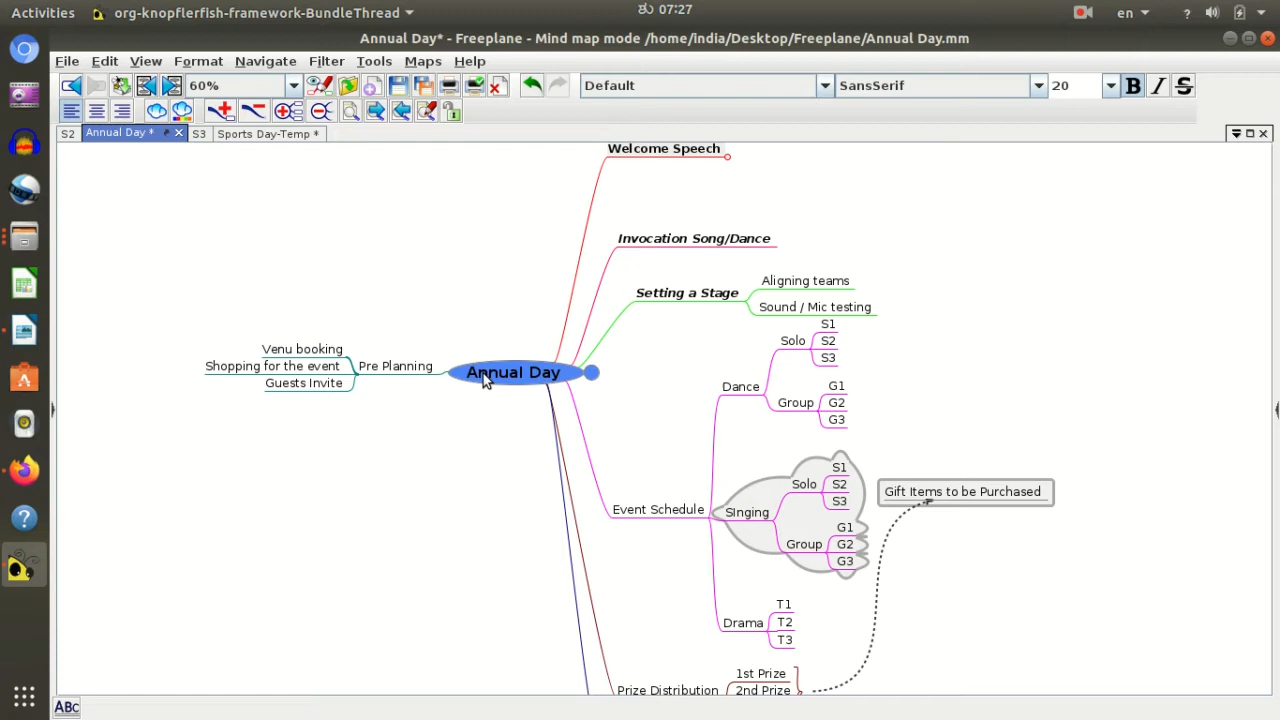 Activities org-knopflerfish-framework-BundleThread 07:27 en ?
Annual Day* - Freeplane - Mind map mode /home/india/Desktop/Freeplane/Annual Day.mm
File Edit View Format Navigate Filter Tools Maps Help
60% Default SansSerif 20 B I S
S2 Annual Day * S3 Sports Day-Temp *
Welcome Speech
Invocation Song/Dance
Setting a Stage
Aligning teams
Sound / Mic testing
Venu booking
Shopping for the event
Guests Invite
Pre Planning
Annual Day
Event Schedule
Dance
Solo
S1
S2
S3
Group
G1
G2
G3
SInging
Solo
S1
S2
S3
Group
G1
G2
G3
Gift Items to be Purchased
Drama
T1
T2
T3
Prize Distribution
1st Prize
2nd Prize
ABc